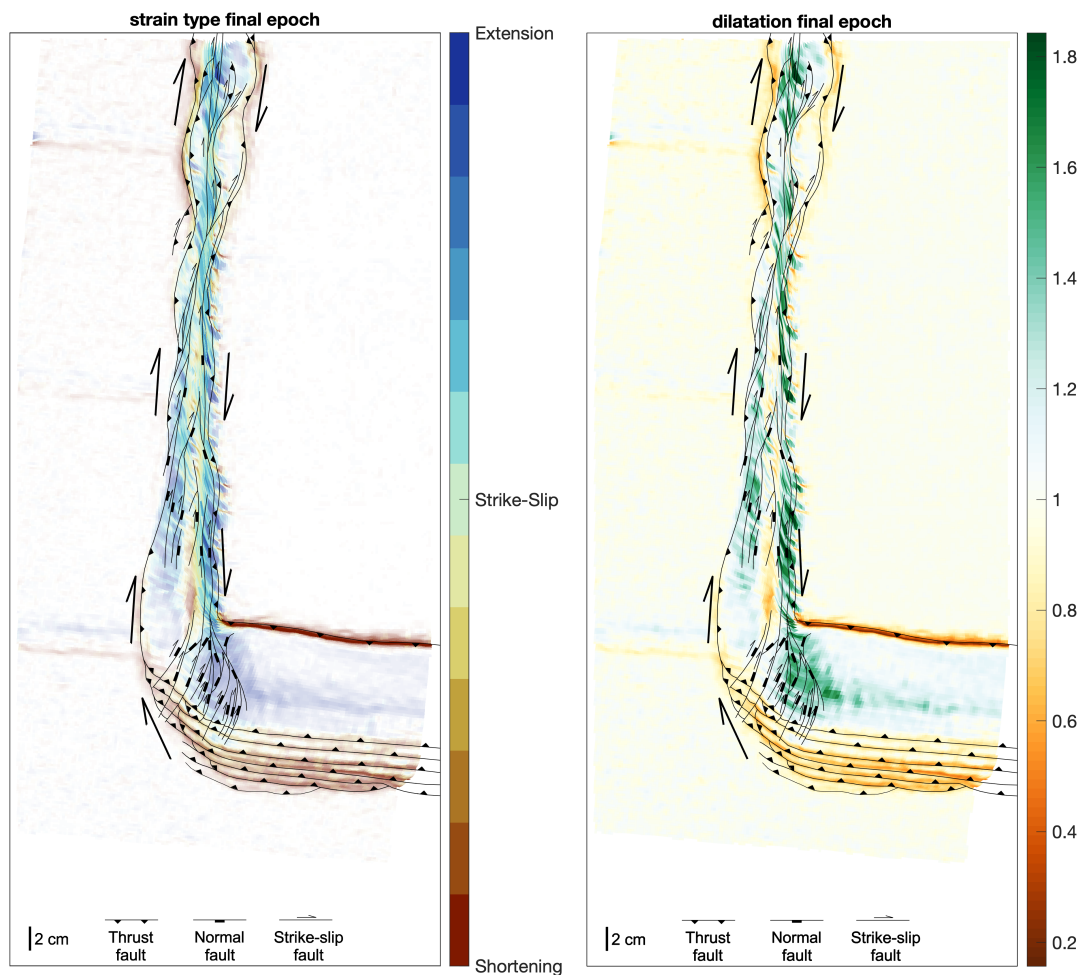 strain type final epoch
dilatation final epoch
Extension
Strike-Slip
Shortening
1.8
1.6
1.4
1.2
1
0.8
0.6
0.4
0.2
2 cm
Thrust
fault
Normal
fault
Strike-slip
fault
2 cm
Thrust
fault
Normal
fault
Strike-slip
fault